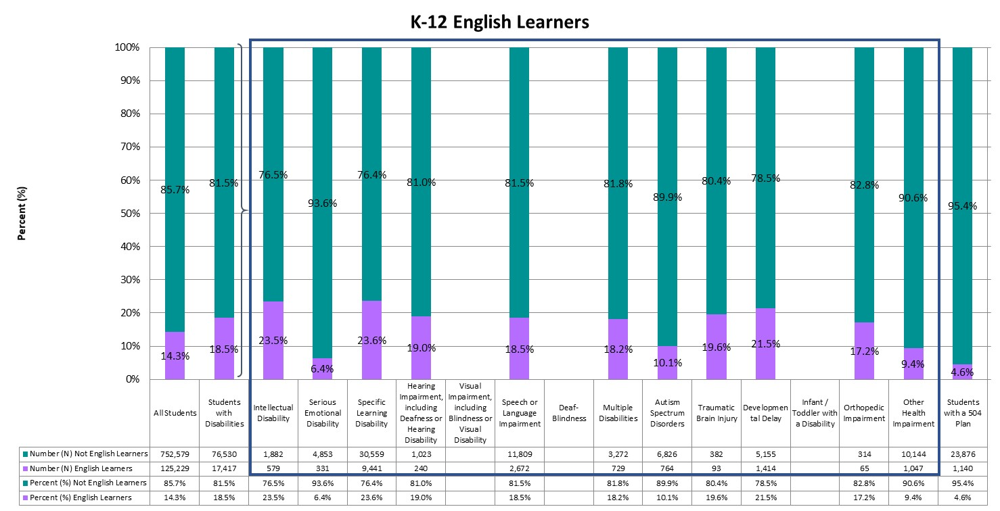 K-12 English Learners
Percent (%)
100%
90%
80%
70%
60%
50%
40%
30%
20%
10%
0%
85.7% 81.5% 76.5% 93.6% 76.4% 81.0% 81.5% 81.8% 89.9% 80.4% 78.5% 82.8% 90.6% 95.4%
14.3% 18.5% 23.5% 6.4% 23.6% 19.0% 18.5% 18.2% 10.1% 19.6% 21.5% 17.2% 9.4% 4.6%
All Students
Students
with
Disabilities
Intellectual
Disability
Serious
Emotional
Disability
Specific
Learning
Disability
Hearing
Impairment,
including
Deafness or
Hearing
Disability
Visual
Impairment,
including
Blindness or
Visual
Disability
Speech or
Language
Impairment
Deaf-
Blindness
Multiple
Disabilities
Autism
Spectrum
Disorders
Traumatic
Brain Injury
Developmen
tal Delay
Infant /
Toddler with
a Disability
Orthopedic
Impairment
Other
Health
Impairment
Students
with a 504
Plan
Number (N) Not English Learners 752,579 76,530 1,882 4,853 30,559 1,023 11,809 3,272 6,826 382 5,155 314 10,144 23,876
Number (N) English Learners 125,229 17,417 579 331 9,441 240 2,672 729 764 93 1,414 65 1,047 1,140
Percent (%) Not English Learners 85.7% 81.5% 76.5% 93.6% 76.4% 81.0% 81.5% 81.8% 89.9% 80.4% 78.5% 82.8% 90.6% 95.4%
Percent (%) English Learners 14.3% 18.5% 23.5% 6.4% 23.6% 19.0% 18.5% 18.2% 10.1% 19.6% 21.5% 17.2% 9.4% 4.6%